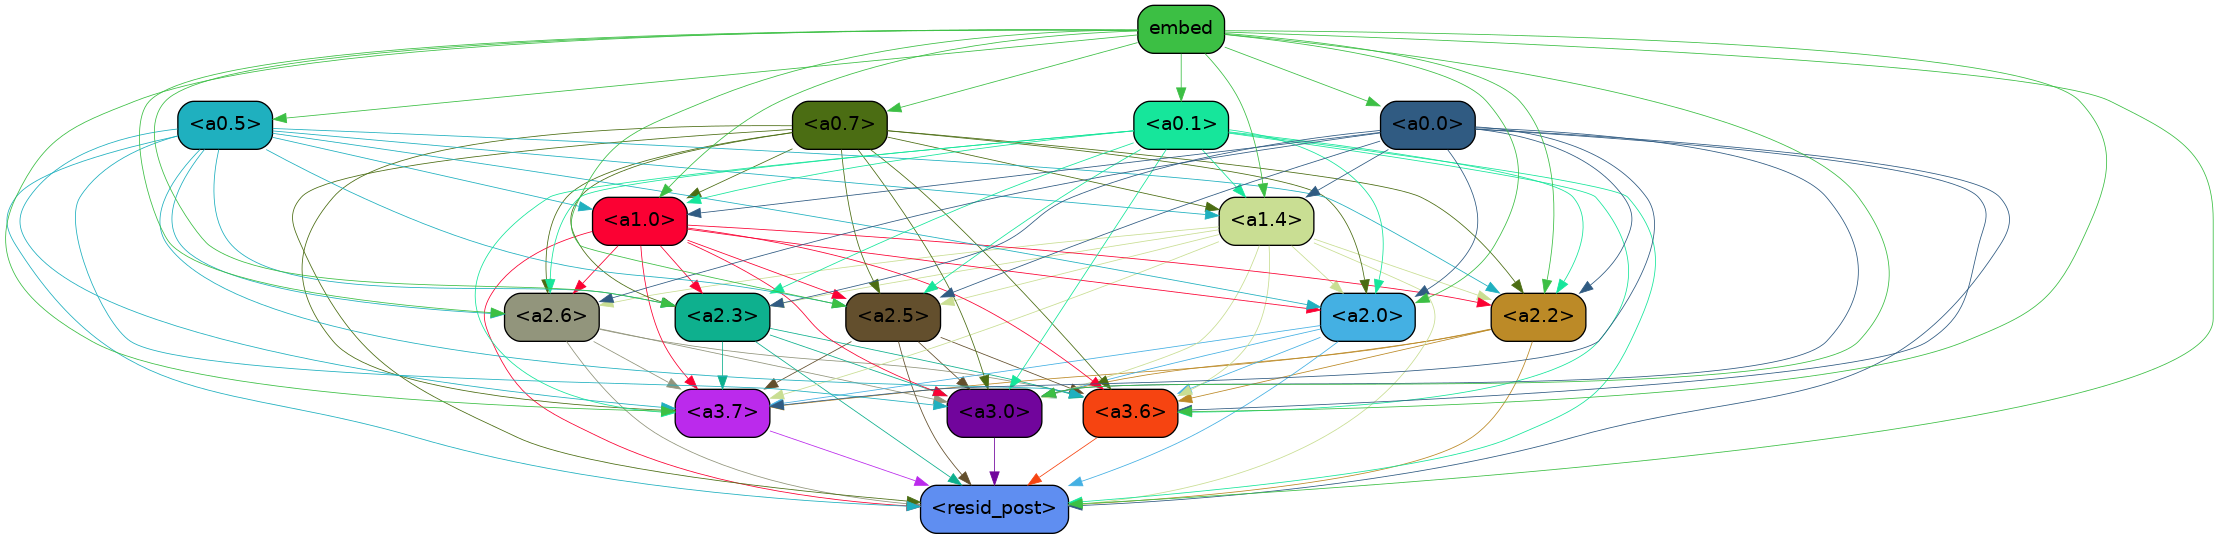 embed
<a0.5>
<a0.7>
<a0.1>
<a0.0>
<a1.0>
<a1.4>
<a2.6>
<a2.3>
<a2.5>
<a2.0>
<a2.2>
<a3.7>
<a3.0>
<a3.6>
<resid_post>